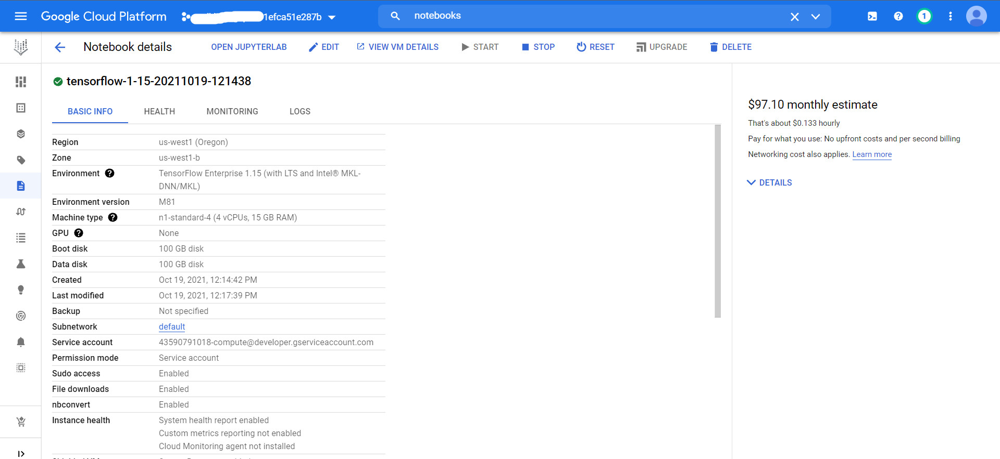 Google Cloud Platform
1efca51e287b
notebooks
1
Notebook details
OPEN JUPYTERLAB
EDIT
VIEW VM DETAILS
START
STOP
RESET
UPGRADE
DELETE
tensorflow-1-15-20211019-121438
BASIC INFO
HEALTH
MONITORING
LOGS
Region us-west1 (Oregon)
Zone us-west1-b
Environment TensorFlow Enterprise 1.15 (with LTS and Intel® MKL-
DNN/MKL)
Environment version M81
Machine type n1-standard-4 (4 vCPUs, 15 GB RAM)
GPU None
Boot disk 100 GB disk
Data disk 100 GB disk
Created Oct 19, 2021, 12:14:42 PM
Last modified Oct 19, 2021, 12:17:39 PM
Backup Not specified
Subnetwork default
Service account 43590791018-compute@developer.gserviceaccount.com
Permission mode Service account
Sudo access Enabled
File downloads Enabled
nbconvert Enabled
Instance health System health report enabled
Custom metrics reporting not enabled
Cloud Monitoring agent not installed
$97.10 monthly estimate
That's about $0.133 hourly
Pay for what you use: No upfront costs and per second billing
Networking cost also applies. Learn more
DETAILS